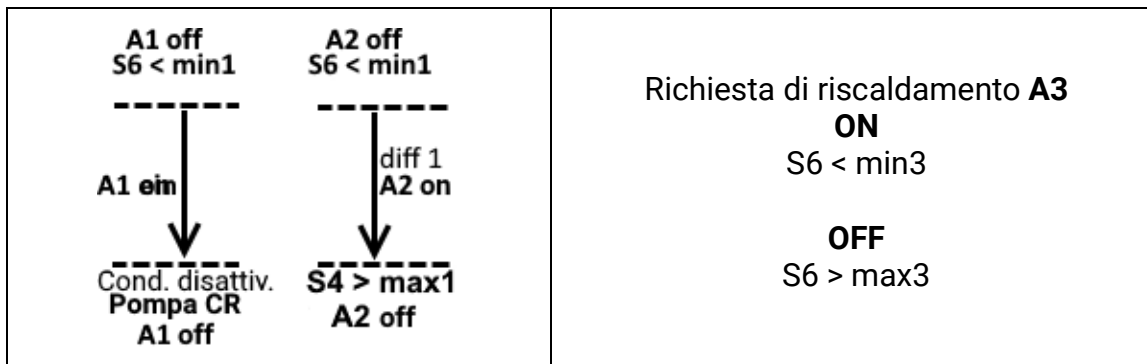 A1 off
S6 < min1
A2 off
S6 < min1
A1 ein
diff 1
A2 on
Cond. disattiv.
Pompa CR
A1 off
S4 > max1
A2 off
Richiesta di riscaldamento A3
ON
S6 < min3
OFF
S6 > max3